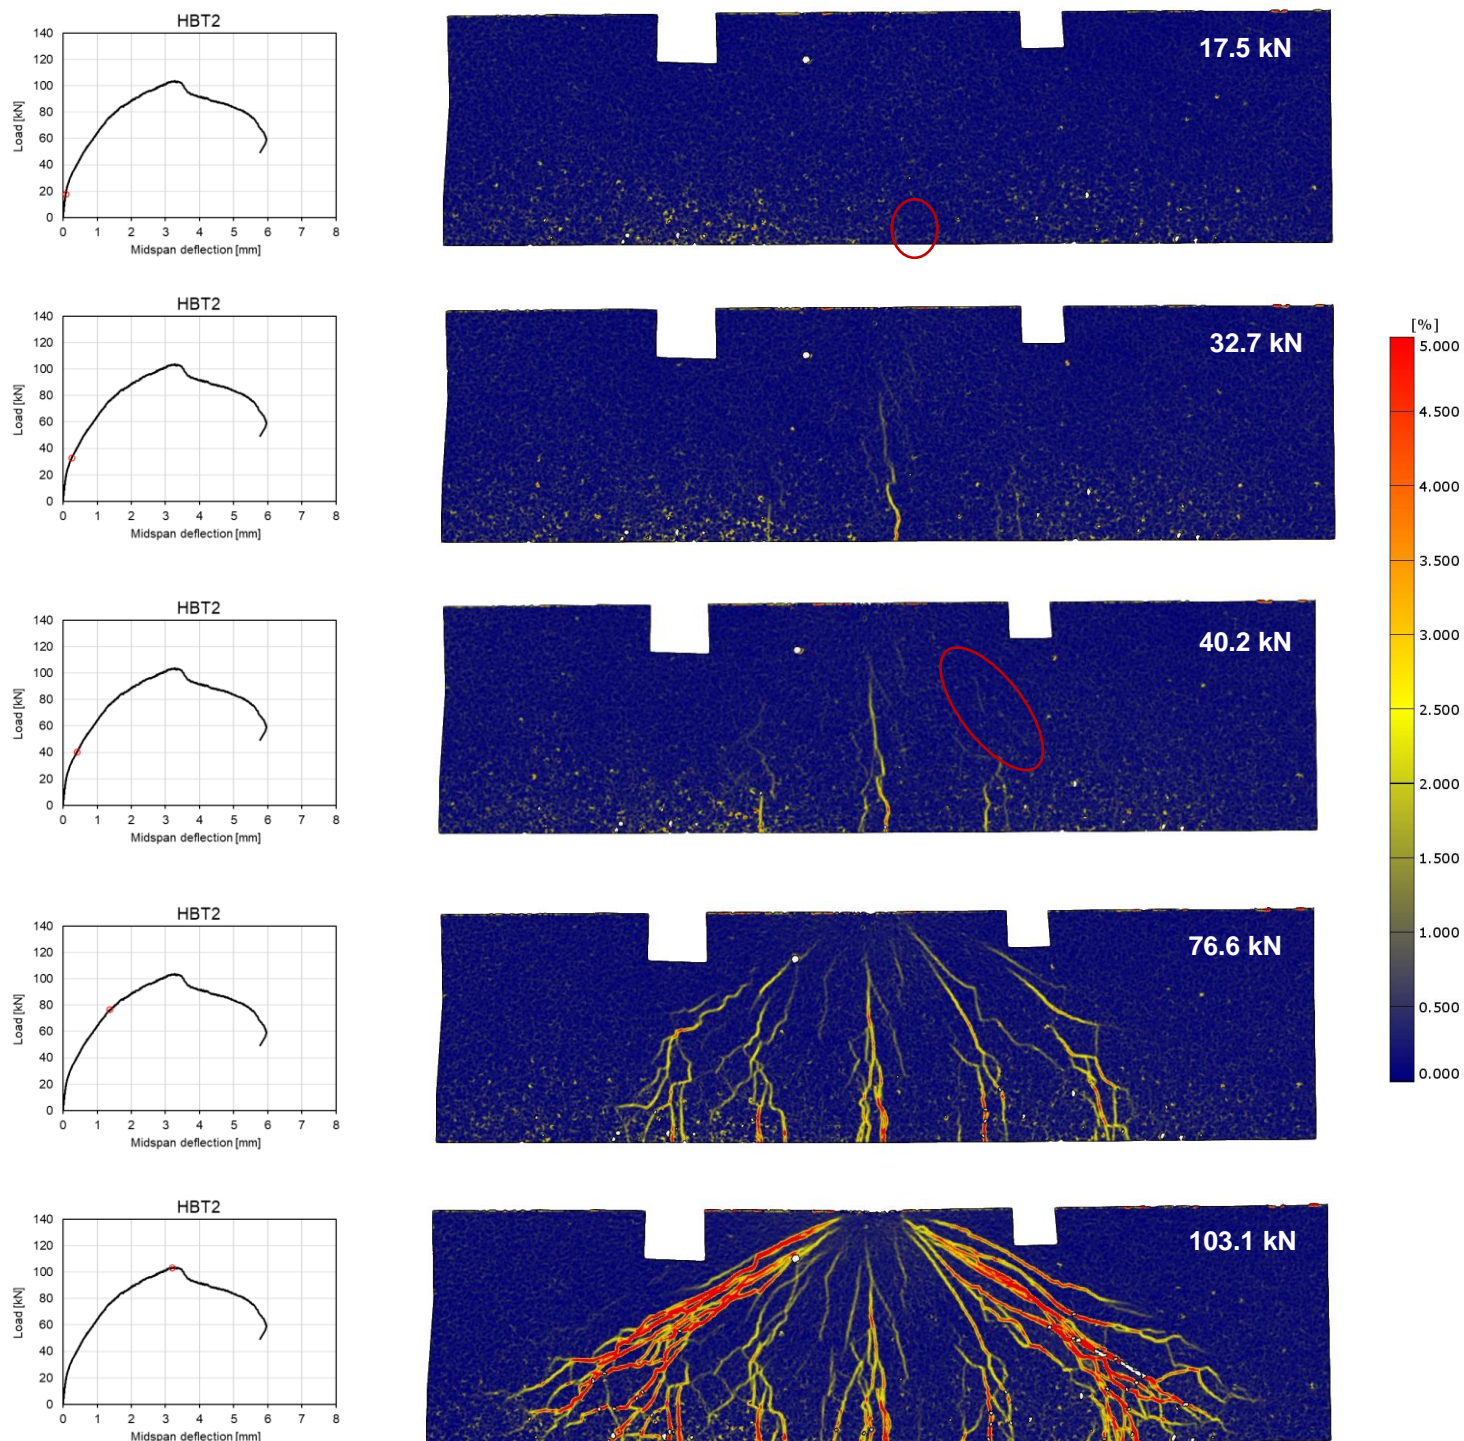 HBT2
140
120
100
80
60
40
20
0
Load [kN]
0 1 2 3 4 5 6 7 8
Midspan deflection [mm]
17.5 kN
HBT2
140
120
100
80
60
40
20
0
Load [kN]
0 1 2 3 4 5 6 7 8
Midspan deflection [mm]
32.7 kN
HBT2
140
120
100
80
60
40
20
0
Load [kN]
0 1 2 3 4 5 6 7 8
Midspan deflection [mm]
40.2 kN
HBT2
140
120
100
80
60
40
20
0
Load [kN]
0 1 2 3 4 5 6 7 8
Midspan deflection [mm]
76.6 kN
HBT2
140
120
100
80
60
40
20
0
Load [kN]
0 1 2 3 4 5 6 7 8
Midspan deflection [mm]
103.1 kN
[%]
5.000
4.500
4.000
3.500
3.000
2.500
2.000
1.500
1.000
0.500
0.000